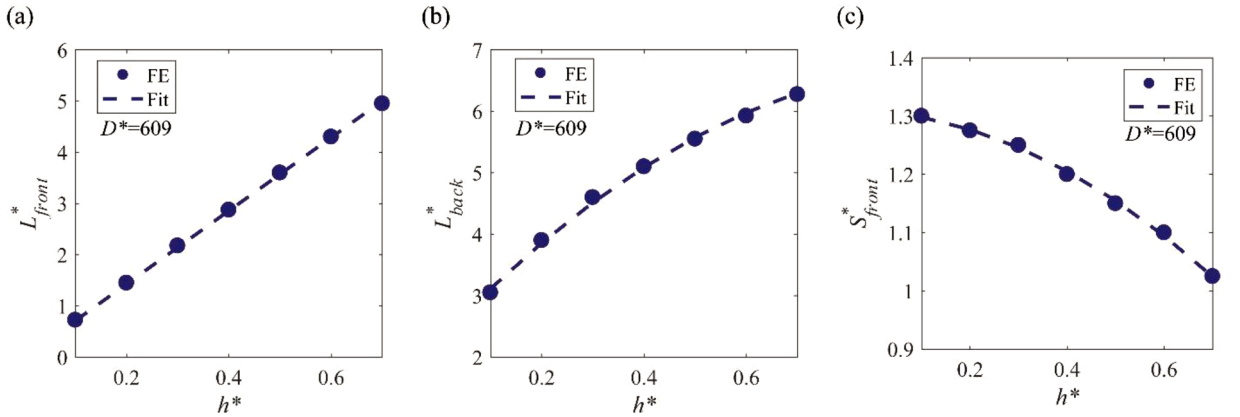 (a)
6
5
4
3
2
1
0
L*front
FE
Fit
D*=609
0.2 0.4 0.6
h*
(b)
7
6
5
4
3
2
L*back
FE
Fit
D*=609
0.2 0.4 0.6
h*
(c)
1.4
1.3
1.2
1.1
1
0.9
S*front
FE
Fit
D*=609
0.2 0.4 0.6
h*